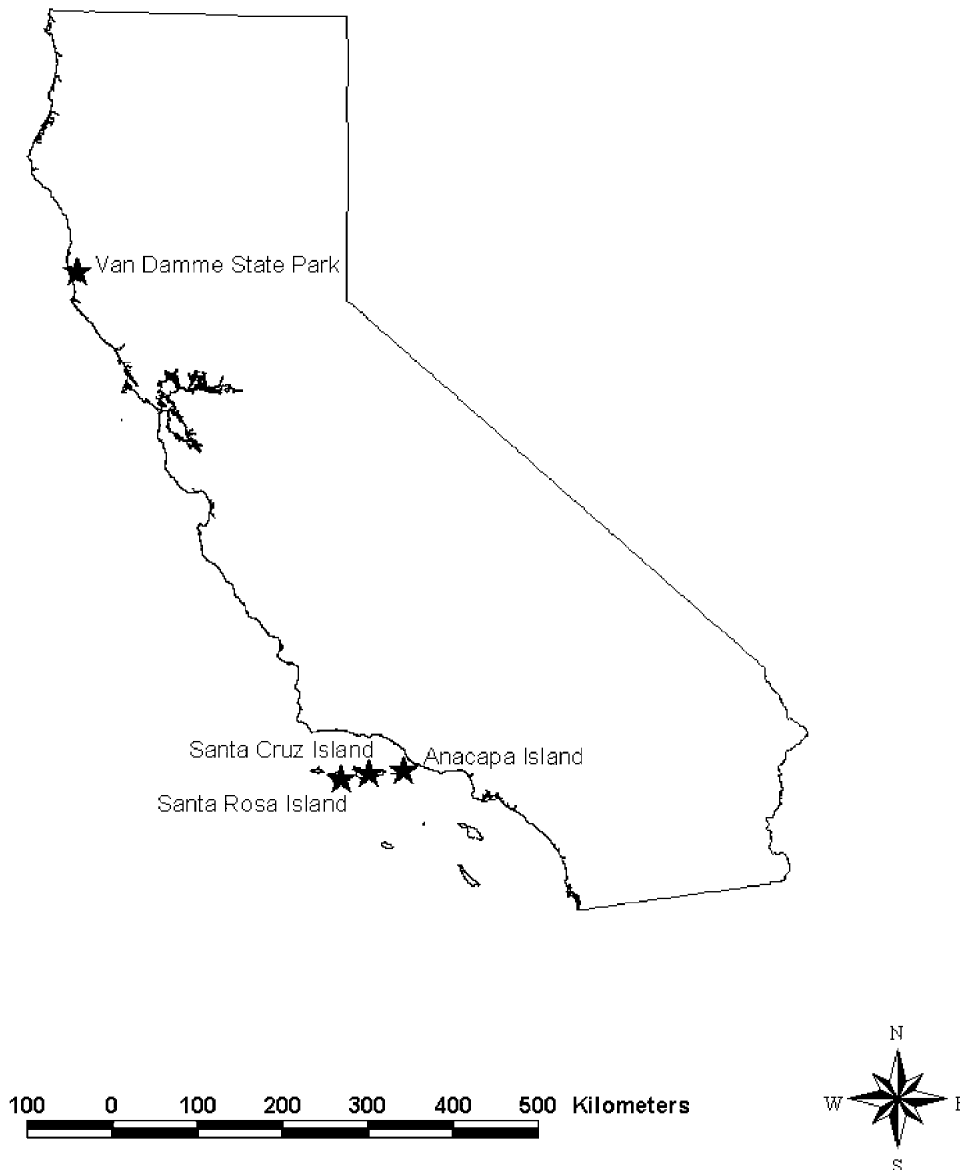 Van Damme State Park
Santa Cruz Island
Anacapa Island
Santa Rosa Island
N
100 0 100 200 300 400 500 Kilometers
W E
S